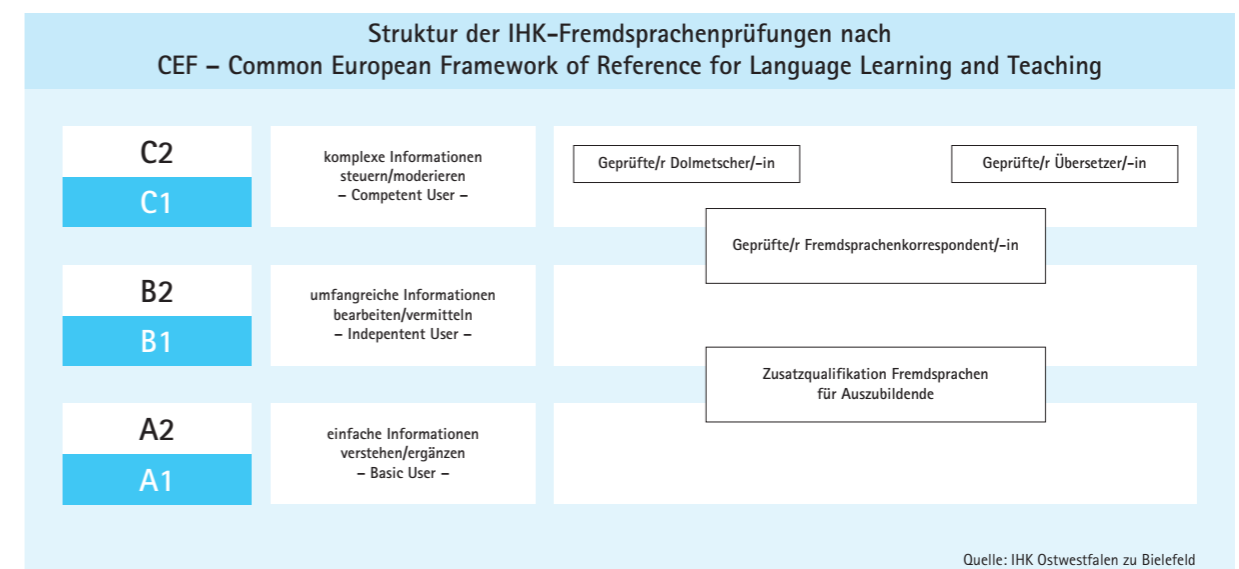 Struktur der IHK-Fremdsprachenprüfungen nach
CEF – Common European Framework of Reference for Language Learning and Teaching
C2
C1
komplexe Informationen
steuern/moderieren
– Competent User –
Geprüfte/r Dolmetscher/-in
Geprüfte/r Übersetzer/-in
Geprüfte/r Fremdsprachenkorrespondent/-in
B2
B1
umfangreiche Informationen
bearbeiten/vermitteln
– Indepentent User –
Zusatzqualifikation Fremdsprachen
für Auszubildende
A2
A1
einfache Informationen
verstehen/ergänzen
– Basic User –
Quelle: IHK Ostwestfalen zu Bielefeld